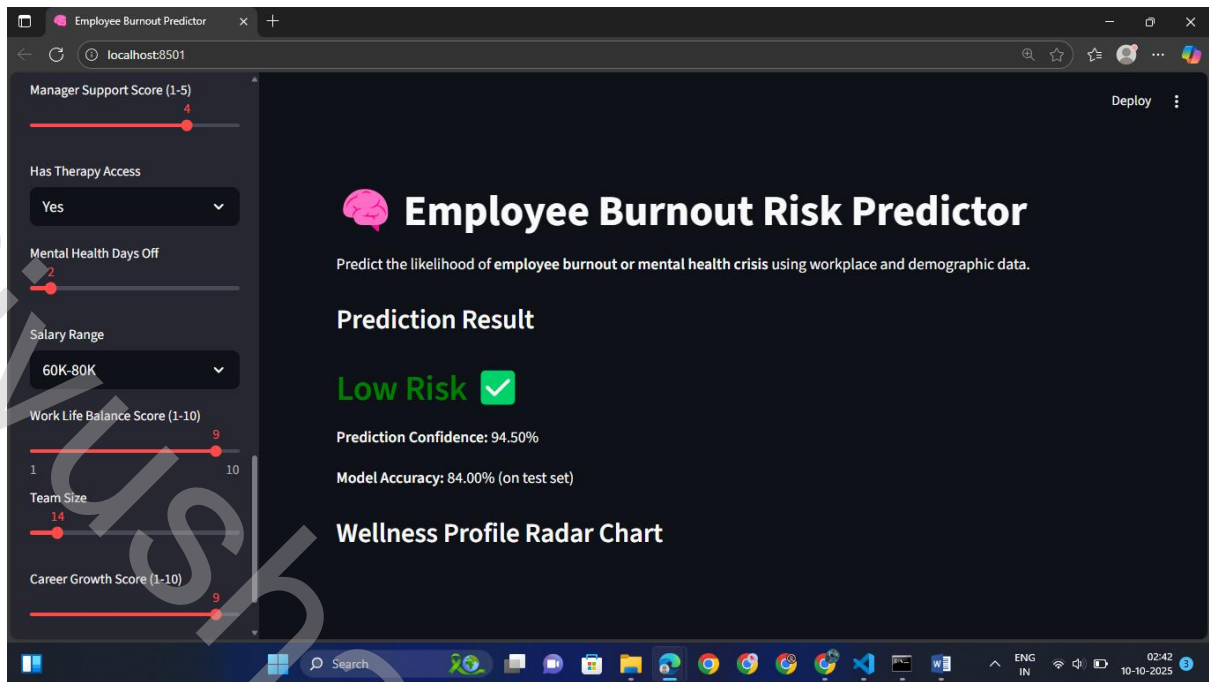 Employee Burnout Predictor
localhost:8501
Manager Support Score (1-5)
4
Has Therapy Access
Yes
Mental Health Days Off
2
Salary Range
60K-80K
Work Life Balance Score (1-10)
9
1 10
Team Size
14
Career Growth Score (1-10)
9
Deploy
Employee Burnout Risk Predictor
Predict the likelihood of employee burnout or mental health crisis using workplace and demographic data.
Prediction Result
Low Risk
Prediction Confidence: 94.50%
Model Accuracy: 84.00% (on test set)
Wellness Profile Radar Chart
Search
ENG
IN
02:42
10-10-2025
3